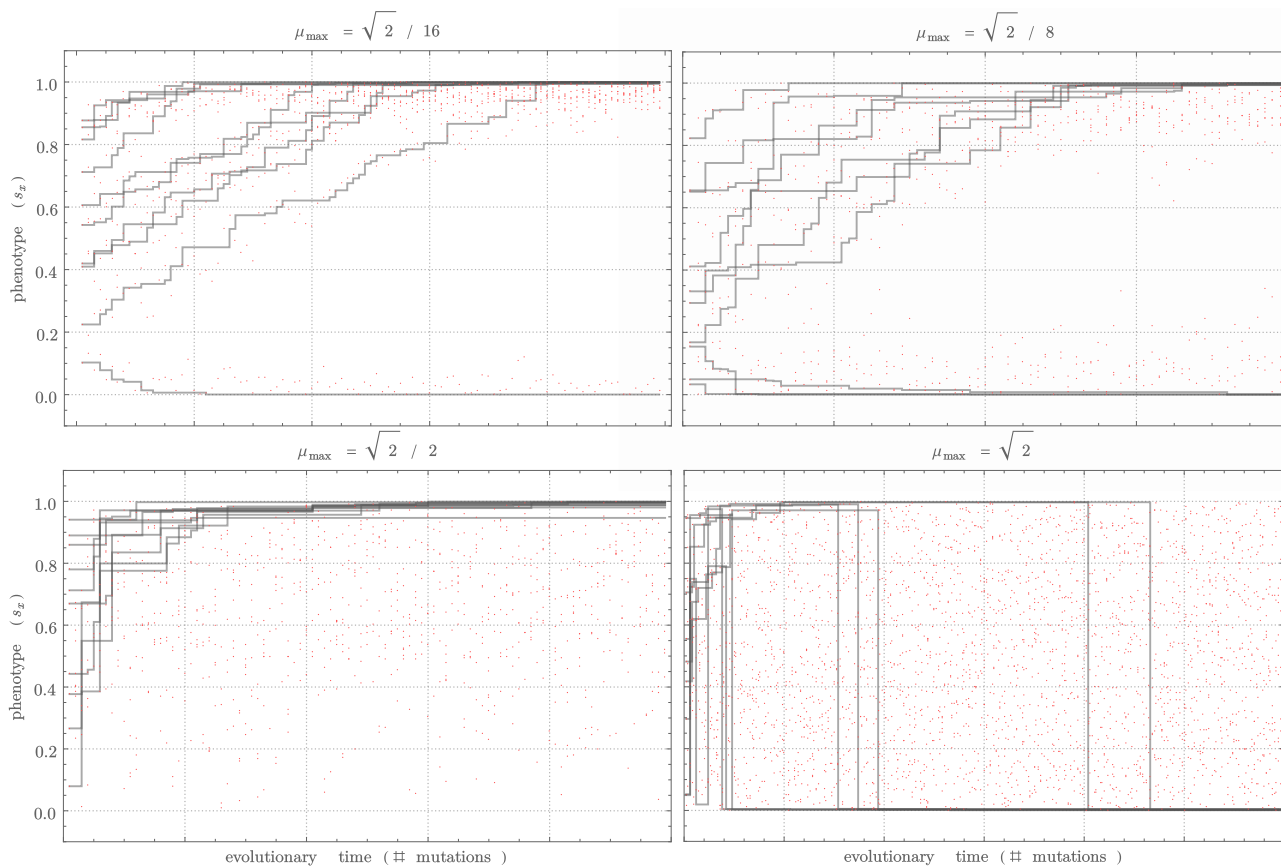 μmax = √2 / 16
μmax = √2 / 8
1.0
0.8
0.6
0.4
0.2
0.0
phenotype (sx)
μmax = √2 / 2
μmax = √2
1.0
0.8
0.6
0.4
0.2
0.0
phenotype (sx)
evolutionary time (# mutations)
evolutionary time (# mutations)